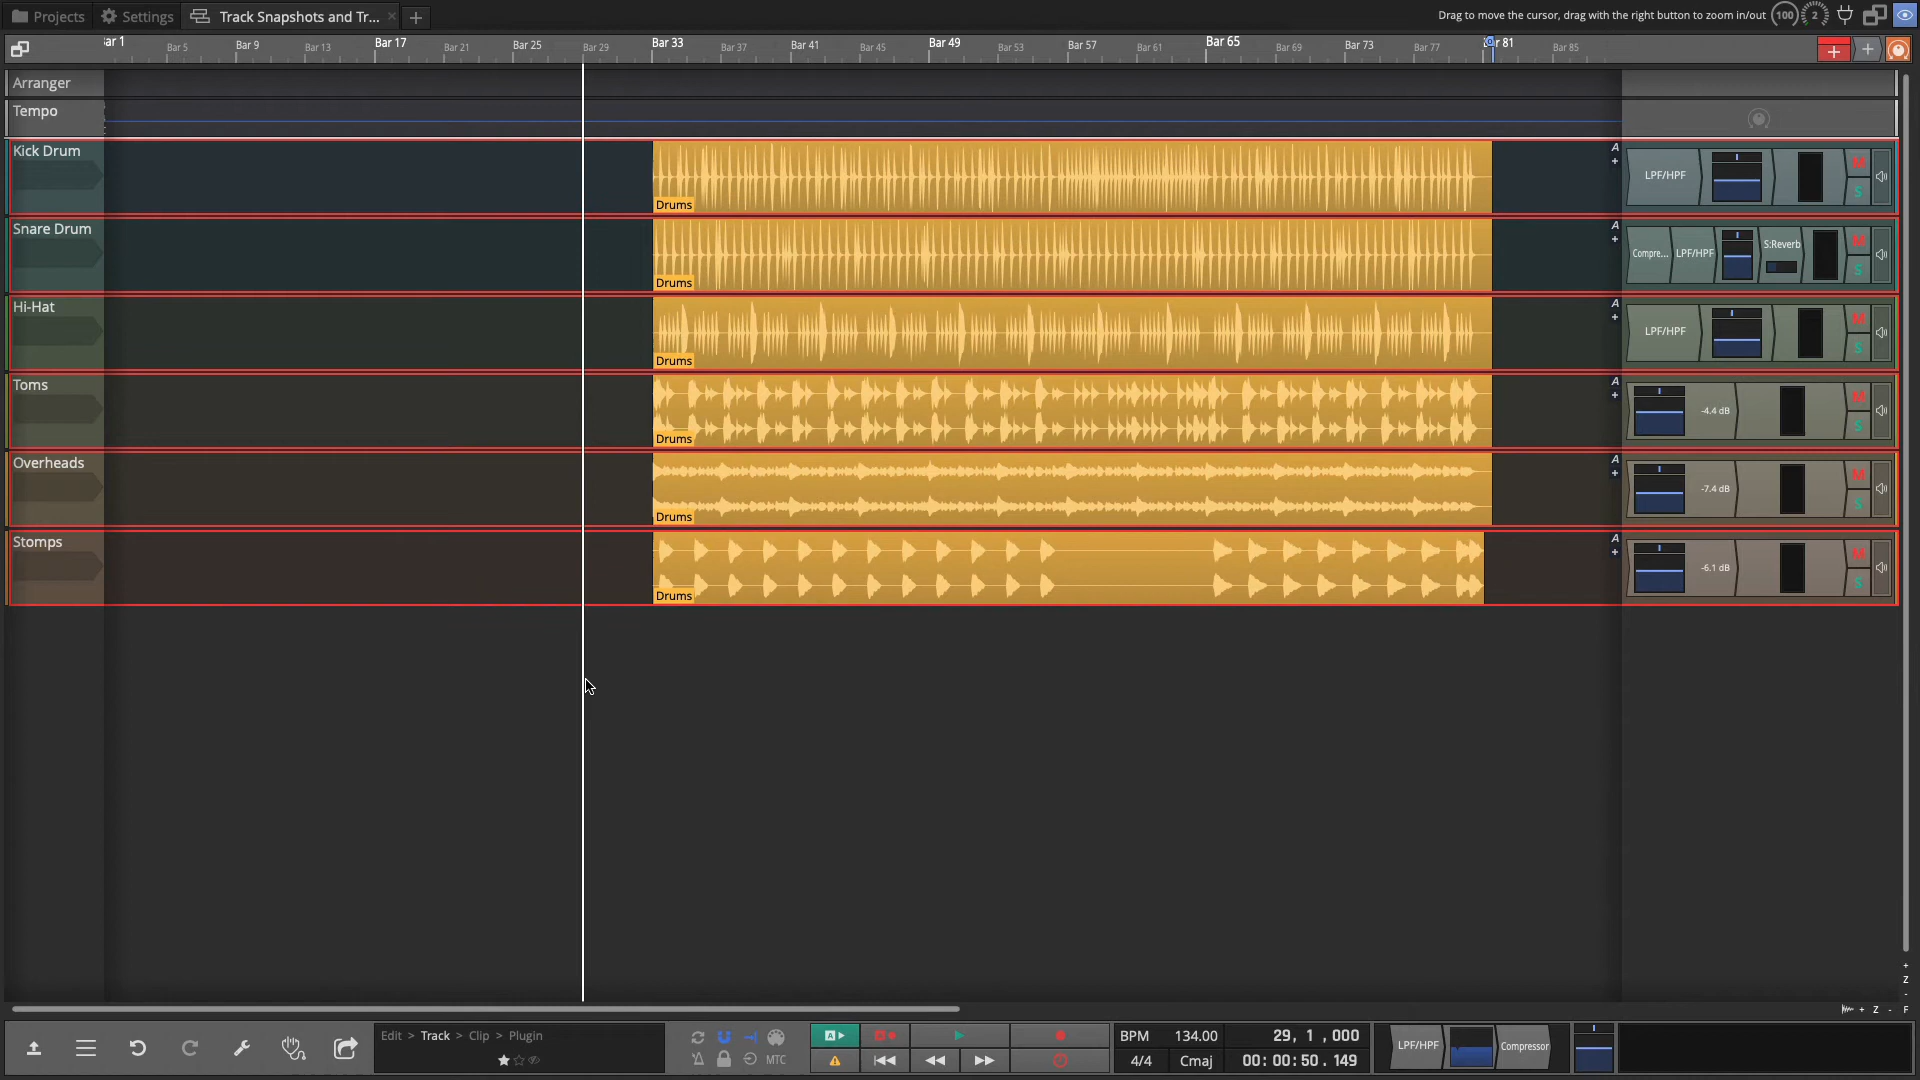 Projects
Settings
Track Snapshots and Tr...
Drag to move the cursor, drag with the right button to zoom in/out
100
2
Bar 5
Bar 9
Bar 13
Bar 17
Bar 21
Bar 25
Bar 29
Bar 33
Bar 37
Bar 41
Bar 45
Bar 49
Bar 53
Bar 57
Bar 61
Bar 65
Bar 69
Bar 73
Bar 77
r 81
Bar 85
Arranger
Tempo
Kick Drum
Drums
A
LPF/HPF
M
S
Snare Drum
Drums
A
Compre...
LPF/HPF
S:Reverb
M
S
Hi-Hat
Drums
A
LPF/HPF
M
S
Toms
Drums
A
-4.4 dB
M
S
Overheads
Drums
A
-7.4 dB
M
S
Stomps
Drums
A
-6.1 dB
M
S
+
Z
-
F
+ Z -
Edit > Track > Clip > Plugin
MTC
A
BPM 134.00
29, 1 ,000
4/4 Cmaj
00: 00: 50. 149
LPF/HPF
Compressor